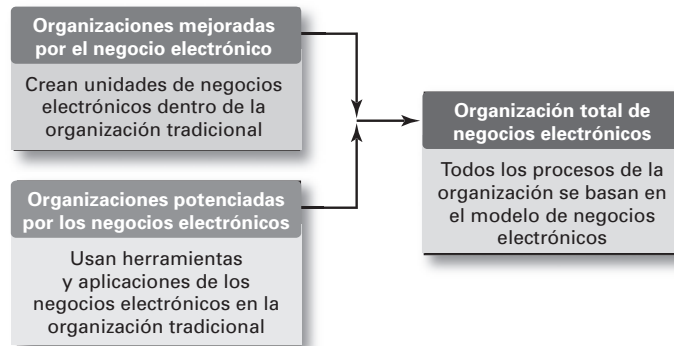 Organizaciones mejoradas
por el negocio electrónico
Crean unidades de negocios
electrónicos dentro de la
organización tradicional
Organizaciones potenciadas
por los negocios electrónicos
Usan herramientas
y aplicaciones de los
negocios electrónicos en la
organización tradicional
Organización total de
negocios electrónicos
Todos los procesos de la
organización se basan en
el modelo de negocios
electrónicos